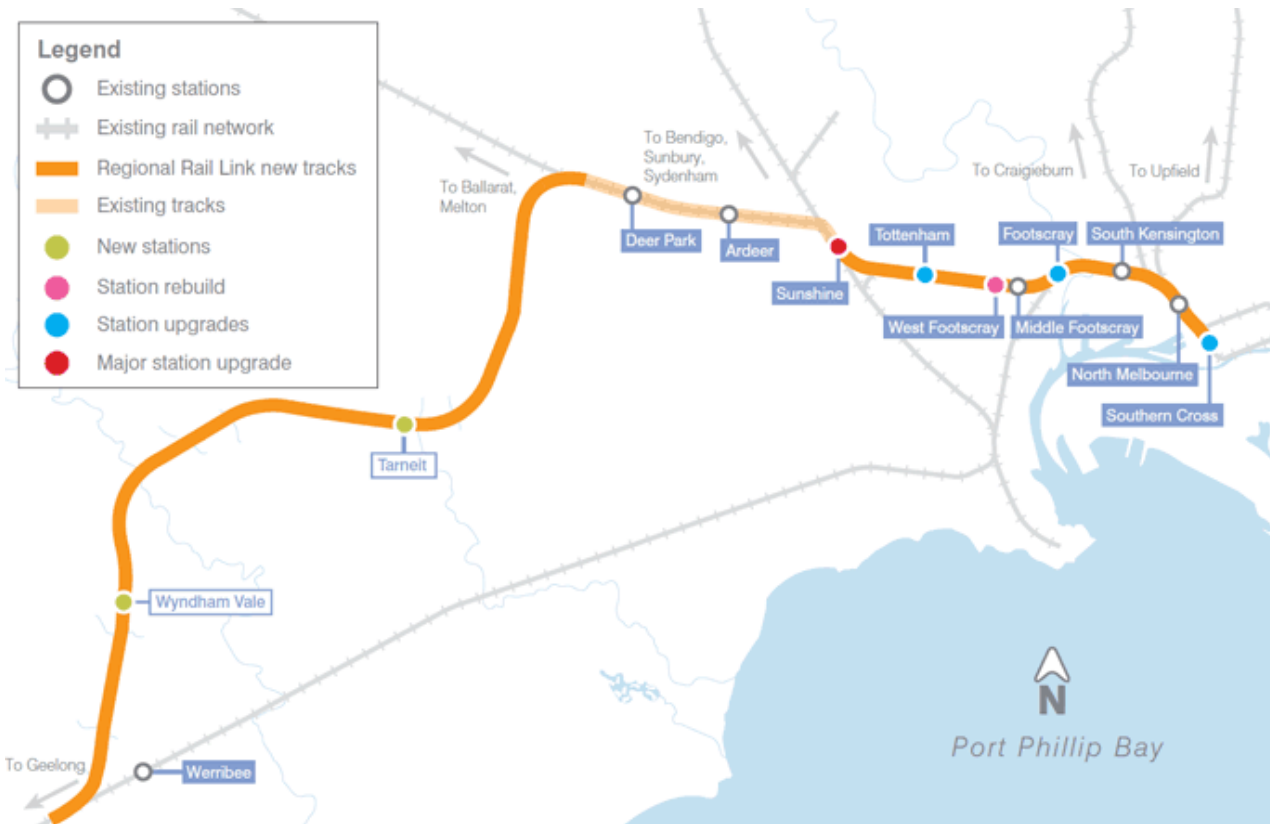 Legend
Existing stations
Existing rail network
Regional Rail Link new tracks
Existing tracks
New stations
Station rebuild
Station upgrades
Major station upgrade
To Bendigo,
Sunbury,
Sydenham
To Ballarat,
Melton
To Craigieburn
To Upfield
Deer Park
Ardeer
Sunshine
Tottenham
West Footscray
Middle Footscray
Footscray
South Kensington
North Melbourne
Southern Cross
Tarneit
Wyndham Vale
To Geelong
Werribee
N
Port Phillip Bay